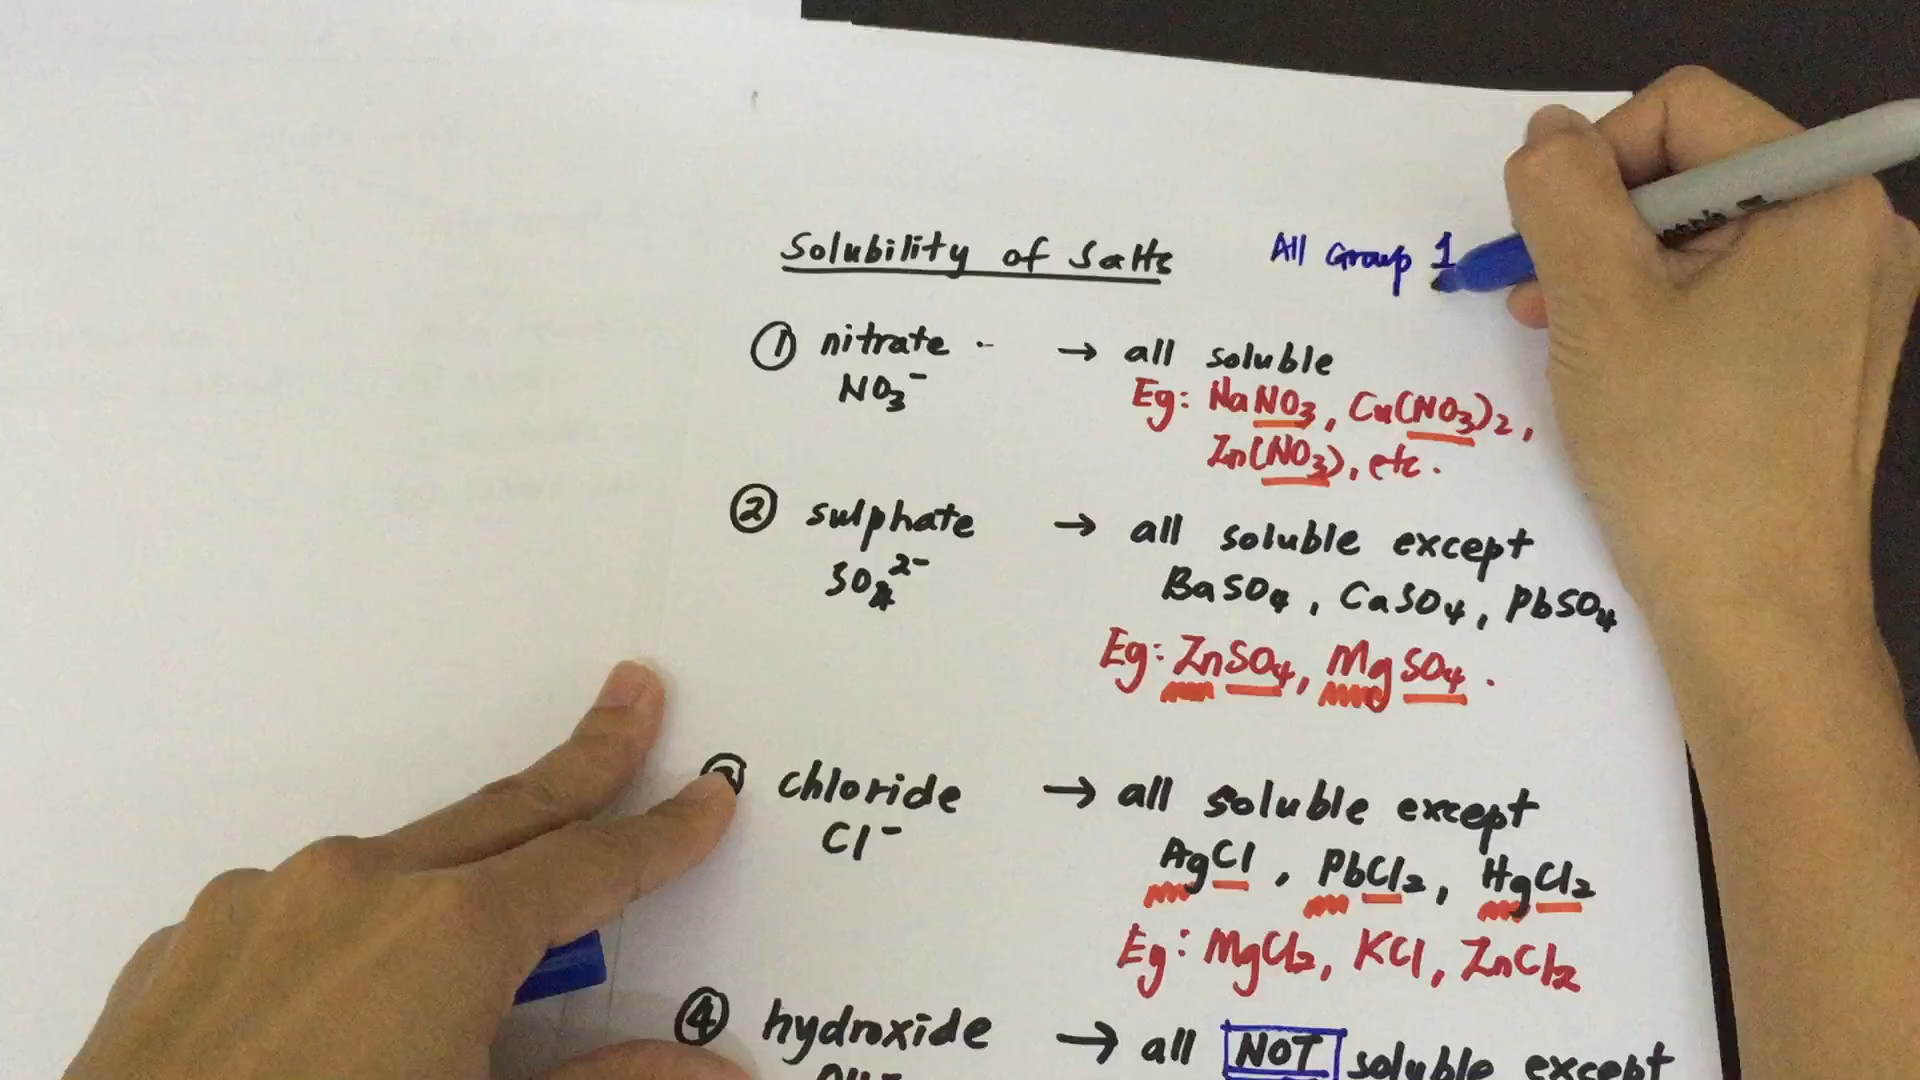 Solubility of Salts All Group 1
① nitrate → all soluble
NO₃⁻ Eg: NaNO₃, Cu(NO₃)₂,
Zn(NO₃), etc.
② sulphate → all soluble except
SO₄²⁻ BaSO₄, CaSO₄, PbSO₄
Eg: ZnSO₄, MgSO₄.
③ chloride → all soluble except
Cl⁻ AgCl, PbCl₂, HgCl₂
Eg: MgCl₂, KCl, ZnCl₂
④ hydroxide → all NOT soluble except
OH⁻